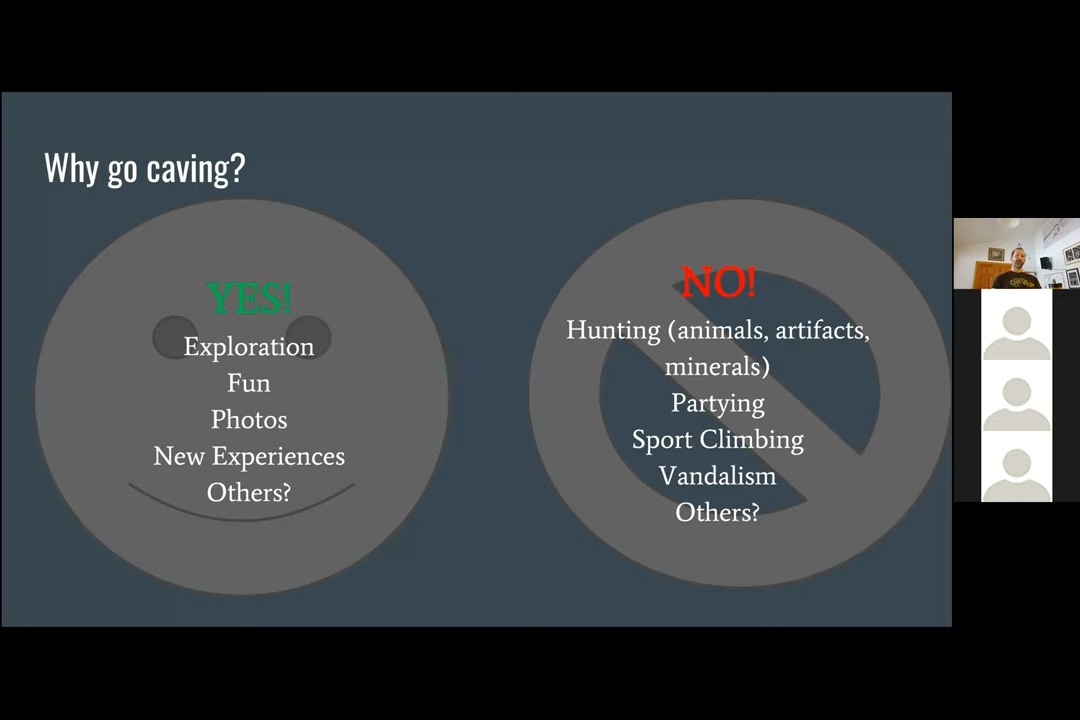 Why go caving?
YES!
Exploration
Fun
Photos
New Experiences
Others?
NO!
Hunting (animals, artifacts,
minerals)
Partying
Sport Climbing
Vandalism
Others?